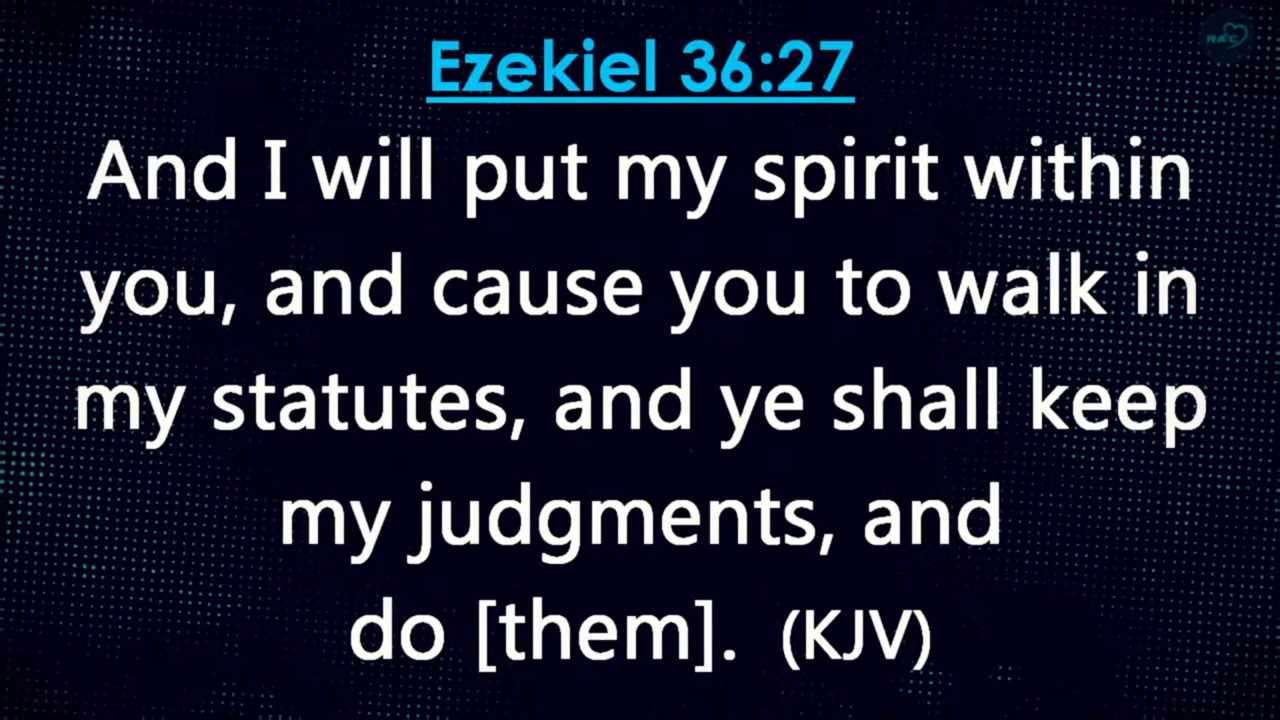 RAC
Ezekiel 36:27
And I will put my spirit within
you, and cause you to walk in
my statutes, and ye shall keep
my judgments, and
do [them]. (KJV)